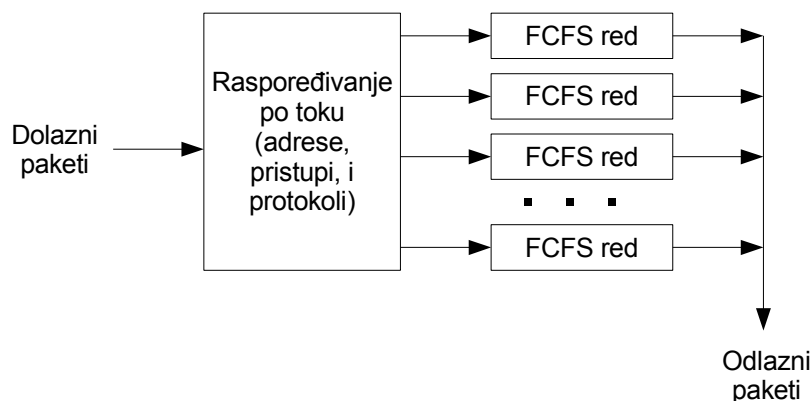 Dolazni
paketi
Raspoređivanje
po toku
(adrese,
pristupi, i
protokoli)
FCFS red
FCFS red
FCFS red
FCFS red
Odlazni
paketi